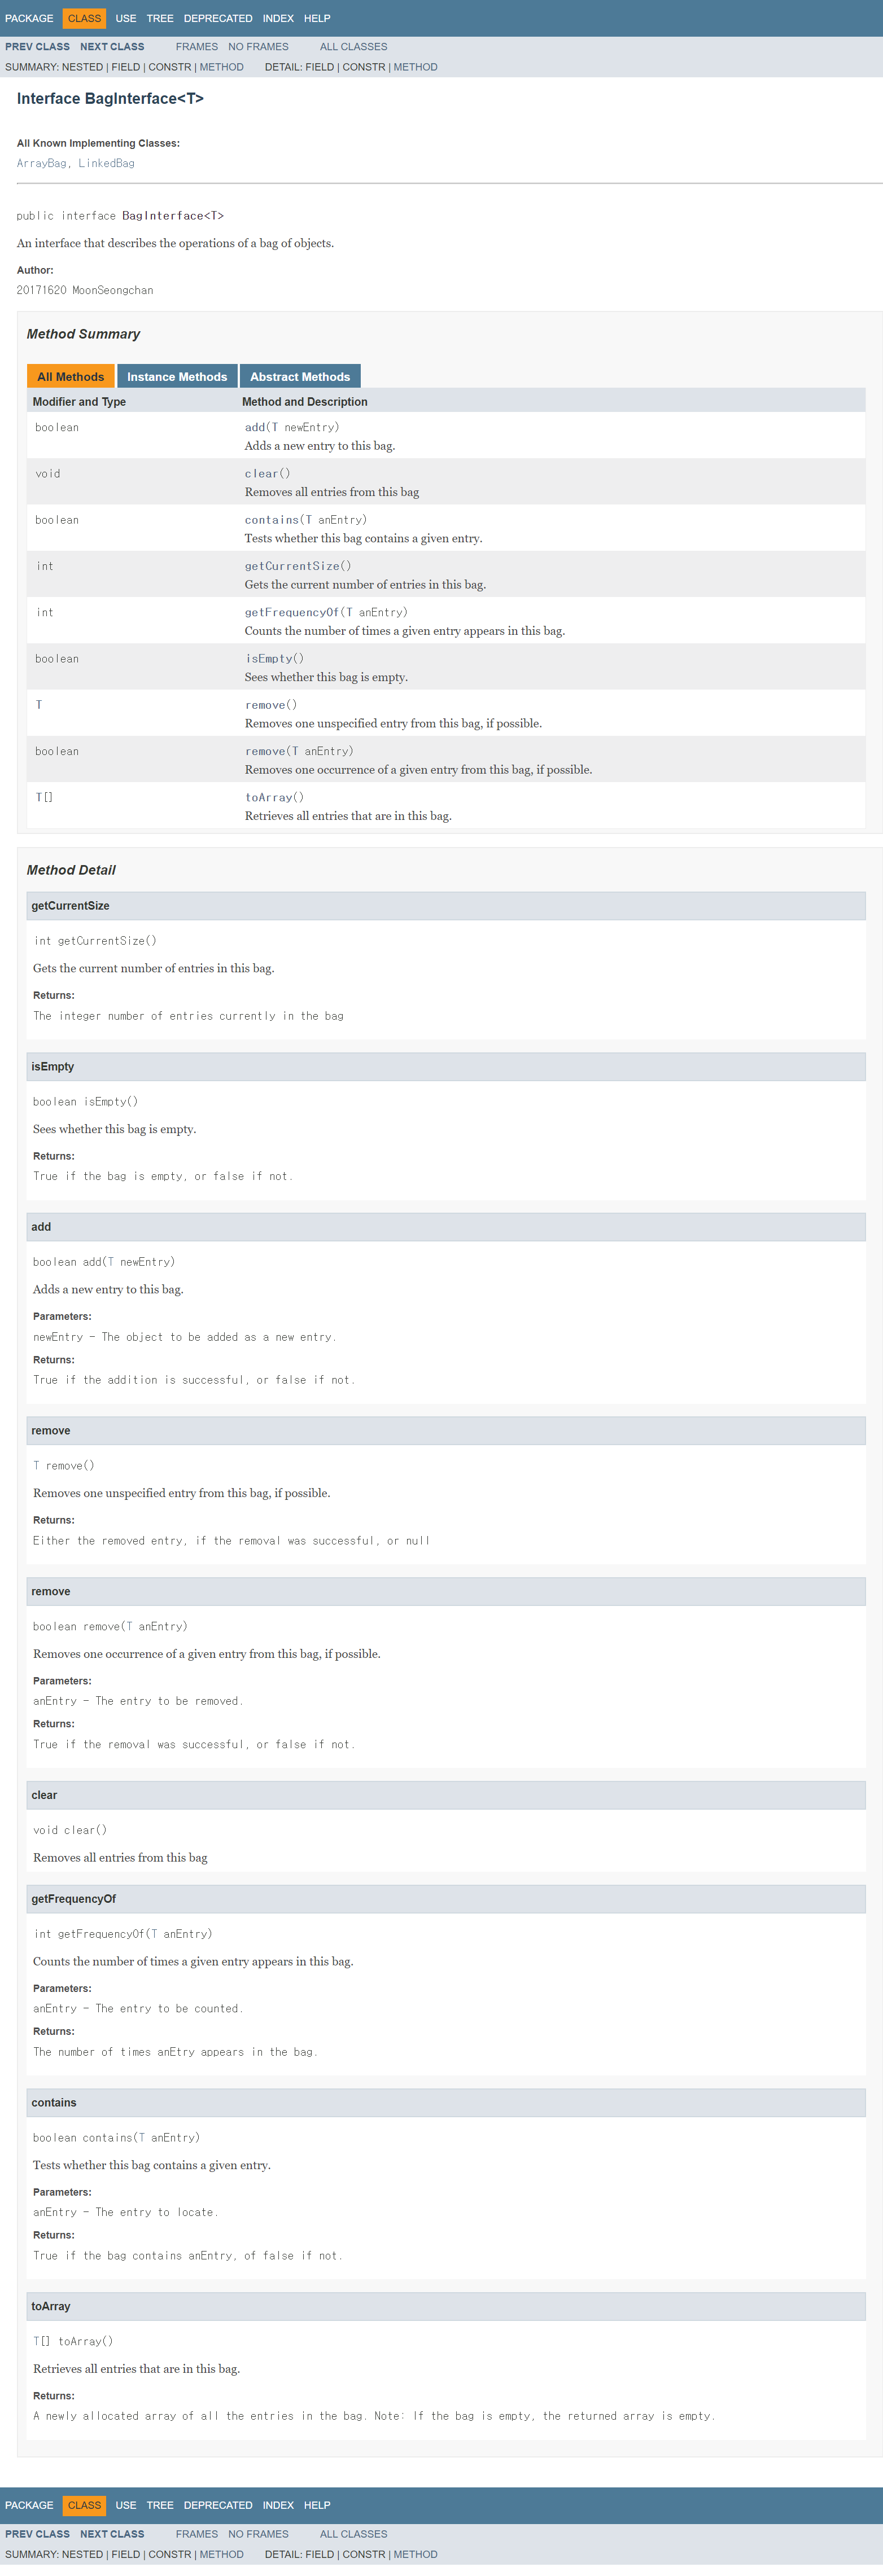 PACKAGE CLASS USE TREE DEPRECATED INDEX HELP
PREV CLASS NEXT CLASS FRAMES NO FRAMES ALL CLASSES
SUMMARY: NESTED | FIELD | CONSTR | METHOD DETAIL: FIELD | CONSTR | METHOD
Interface BagInterface<T>
All Known Implementing Classes:
ArrayBag, LinkedBag
public interface BagInterface<T>
An interface that describes the operations of a bag of objects.
Author:
20171620 MoonSeongchan
Method Summary
All Methods Instance Methods Abstract Methods
Modifier and Type Method and Description
boolean add(T newEntry)
Adds a new entry to this bag.
void clear()
Removes all entries from this bag
boolean contains(T anEntry)
Tests whether this bag contains a given entry.
int getCurrentSize()
Gets the current number of entries in this bag.
int getFrequencyOf(T anEntry)
Counts the number of times a given entry appears in this bag.
boolean isEmpty()
Sees whether this bag is empty.
T remove()
Removes one unspecified entry from this bag, if possible.
boolean remove(T anEntry)
Removes one occurrence of a given entry from this bag, if possible.
T[] toArray()
Retrieves all entries that are in this bag.
Method Detail
getCurrentSize
int getCurrentSize()
Gets the current number of entries in this bag.
Returns:
The integer number of entries currently in the bag
isEmpty
boolean isEmpty()
Sees whether this bag is empty.
Returns:
True if the bag is empty, or false if not.
add
boolean add(T newEntry)
Adds a new entry to this bag.
Parameters:
newEntry - The object to be added as a new entry.
Returns:
True if the addition is successful, or false if not.
remove
T remove()
Removes one unspecified entry from this bag, if possible.
Returns:
Either the removed entry, if the removal was successful, or null
remove
boolean remove(T anEntry)
Removes one occurrence of a given entry from this bag, if possible.
Parameters:
anEntry - The entry to be removed.
Returns:
True if the removal was successful, or false if not.
clear
void clear()
Removes all entries from this bag
getFrequencyOf
int getFrequencyOf(T anEntry)
Counts the number of times a given entry appears in this bag.
Parameters:
anEntry - The entry to be counted.
Returns:
The number of times anEtry appears in the bag.
contains
boolean contains(T anEntry)
Tests whether this bag contains a given entry.
Parameters:
anEntry - The entry to locate.
Returns:
True if the bag contains anEntry, of false if not.
toArray
T[] toArray()
Retrieves all entries that are in this bag.
Returns:
A newly allocated array of all the entries in the bag. Note: If the bag is empty, the returned array is empty.
PACKAGE CLASS USE TREE DEPRECATED INDEX HELP
PREV CLASS NEXT CLASS FRAMES NO FRAMES ALL CLASSES
SUMMARY: NESTED | FIELD | CONSTR | METHOD DETAIL: FIELD | CONSTR | METHOD